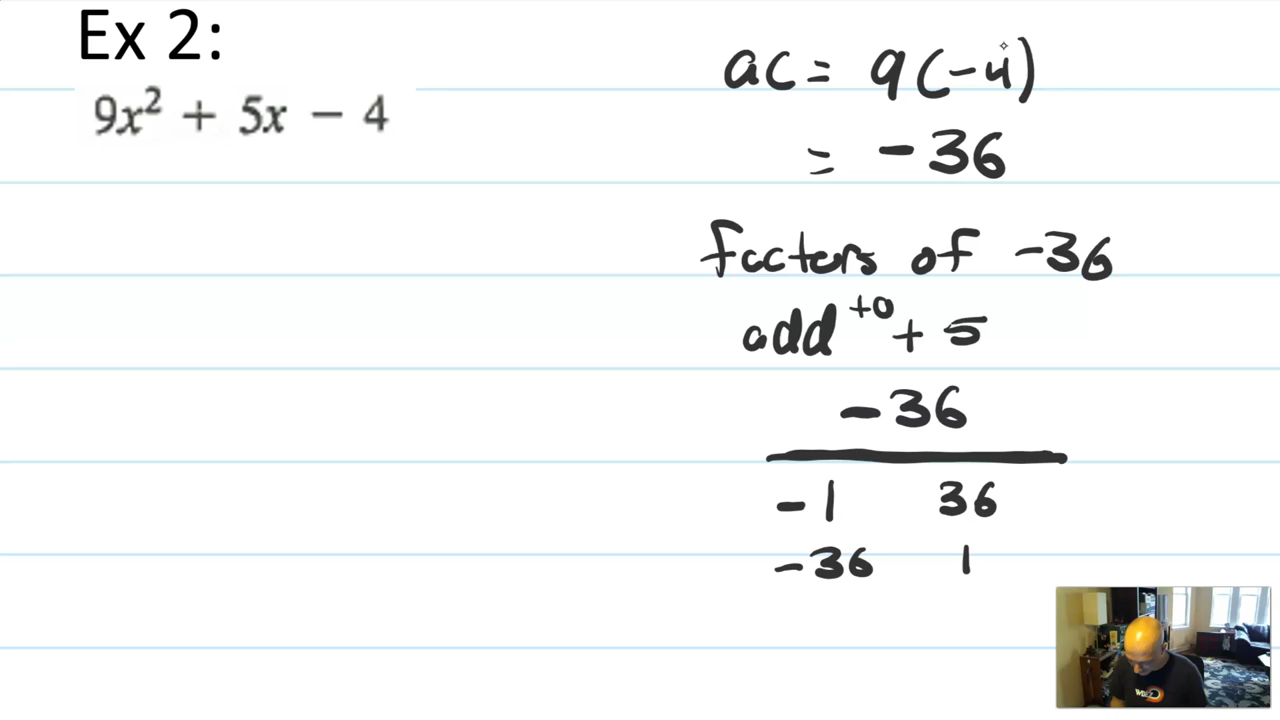 Ex 2:
9x² + 5x − 4
ac = 9(-4)
= -36
factors of -36
add to + 5
-36
-1 36
-36 1